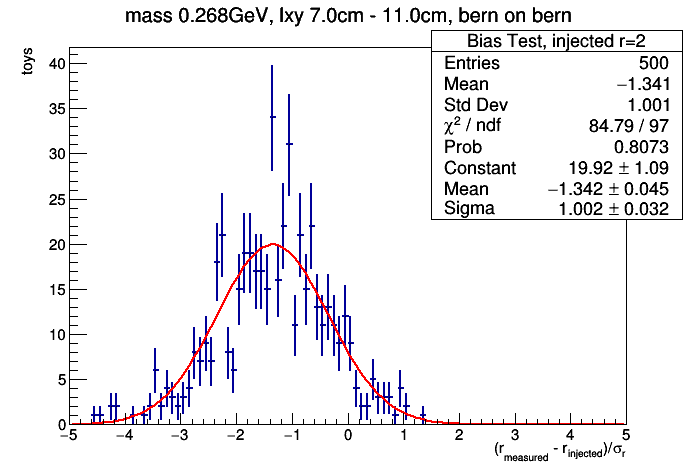 mass 0.268GeV, lxy 7.0cm - 11.0cm, bern on bern
Bias Test, injected r=2
Entries 500
Mean −1.341
Std Dev 1.001
χ² / ndf 84.79 / 97
Prob 0.8073
Constant 19.92 ± 1.09
Mean −1.342 ± 0.045
Sigma 1.002 ± 0.032
toys
40
35
30
25
20
15
10
5
0
−5 −4 −3 −2 −1 0 1 2 3 4 5
(r_measured - r_injected)/σ_r